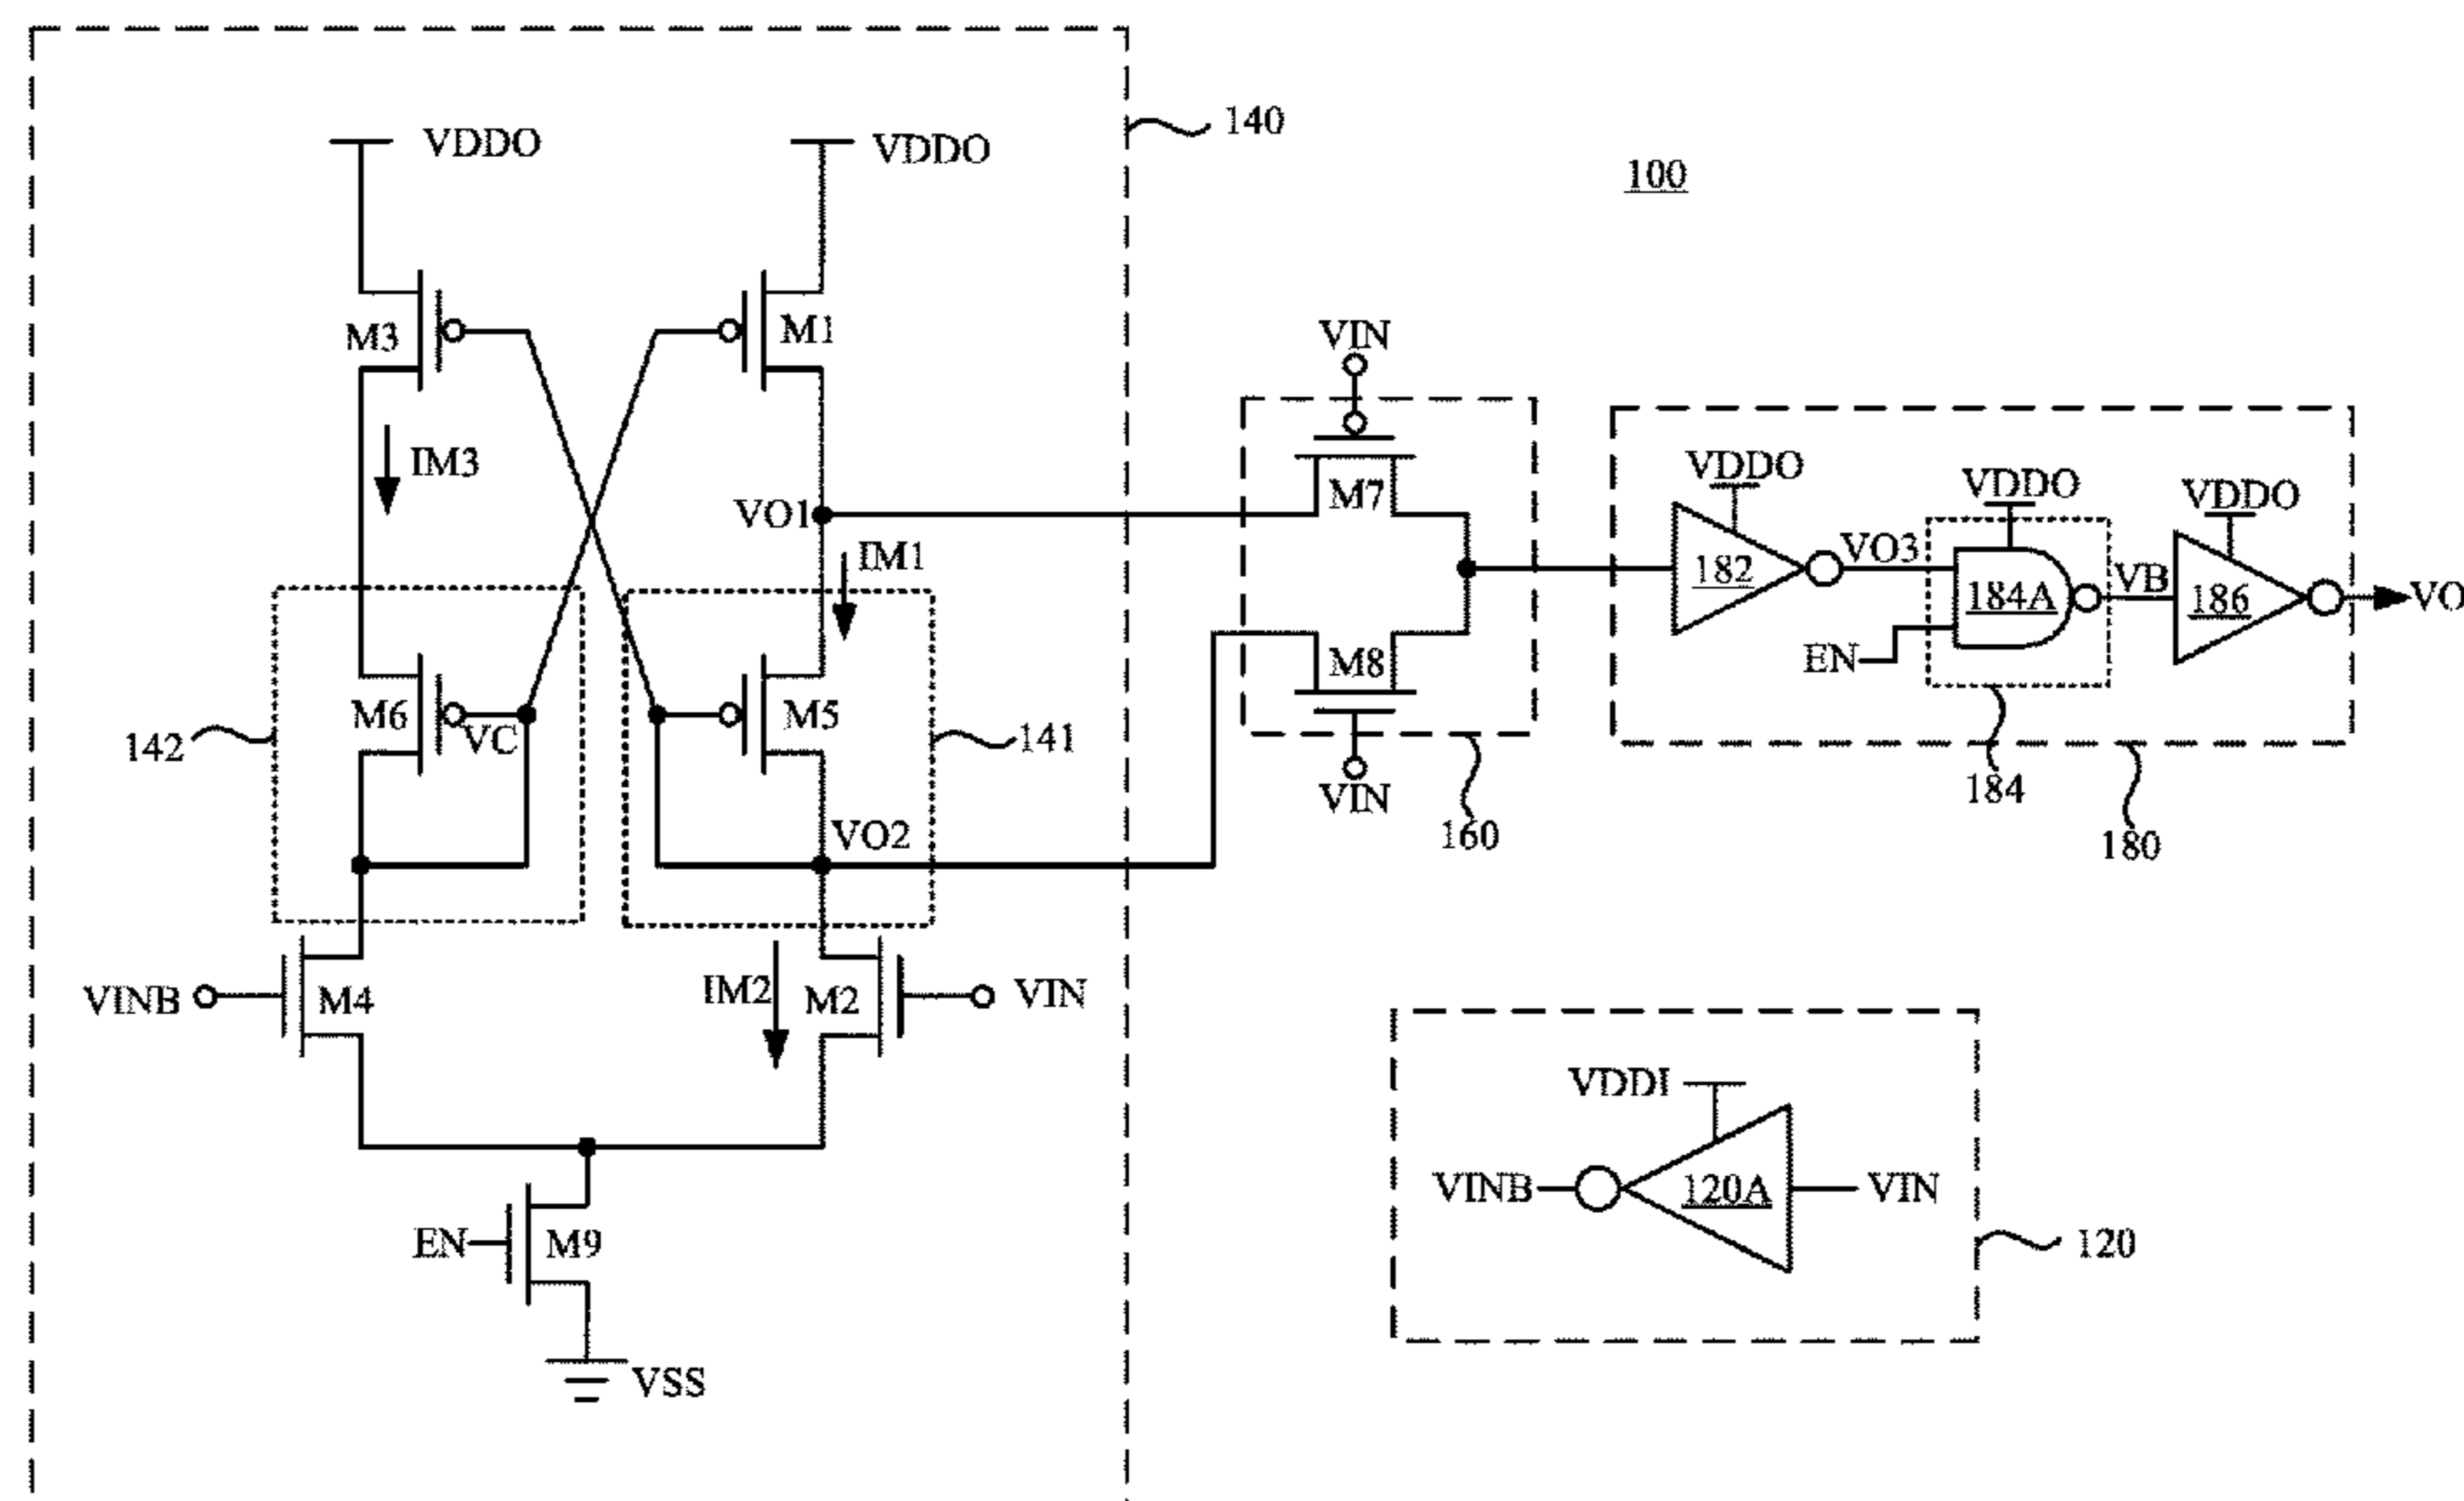 VDDO
VDDO
140
100
M3
M1
VIN
IM3
VDDO
VDDO
VDDO
M7
VO1
IM1
182
VO3
184A
VB
186
VO
EN
M8
M6
VC
M5
142
141
VIN
184
160
180
VO2
VINB
M4
IM2
M2
VIN
VDDI
VINB
120A
VIN
120
EN
M9
VSS